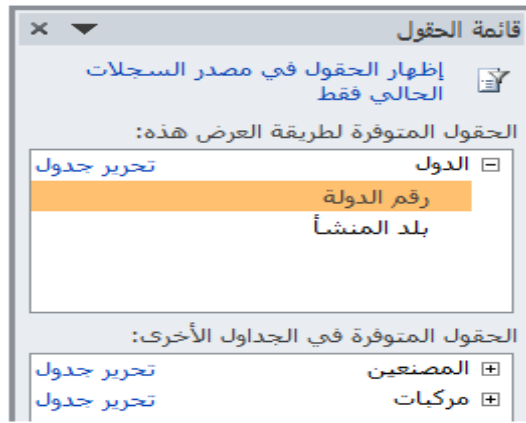 قائمة الحقول
إظهار الحقول في مصدر السجلات
الحالي فقط
الحقول المتوفرة لطريقة العرض هذه:
الدول تحرير جدول
رقم الدولة
بلد المنشأ
الحقول المتوفرة في الجداول الأخرى:
المصنعين تحرير جدول
مركبات تحرير جدول